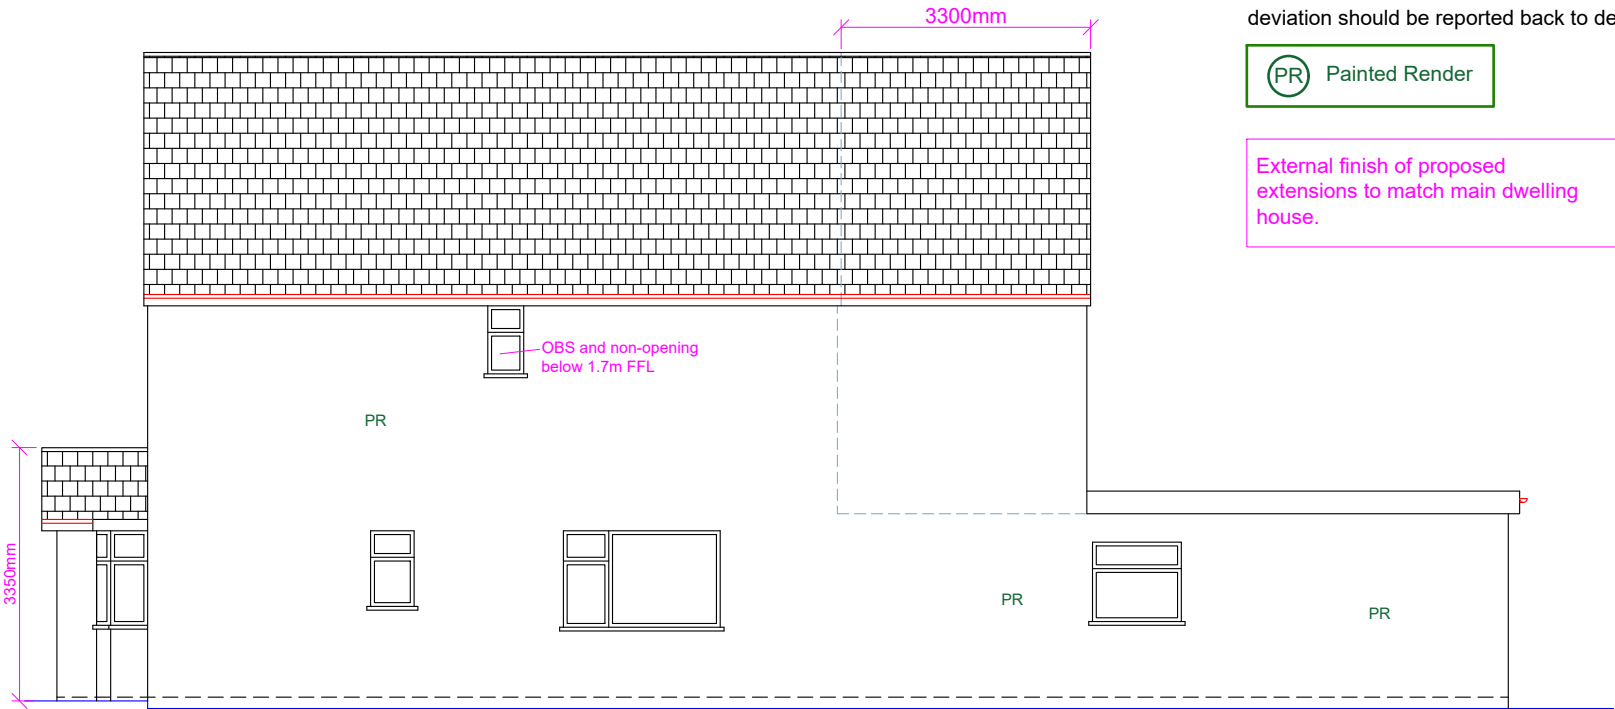 3300mm
deviation should be reported back to de
PR Painted Render
External finish of proposed
extensions to match main dwelling
house.
OBS and non-opening
below 1.7m FFL
PR
3350mm
PR
PR